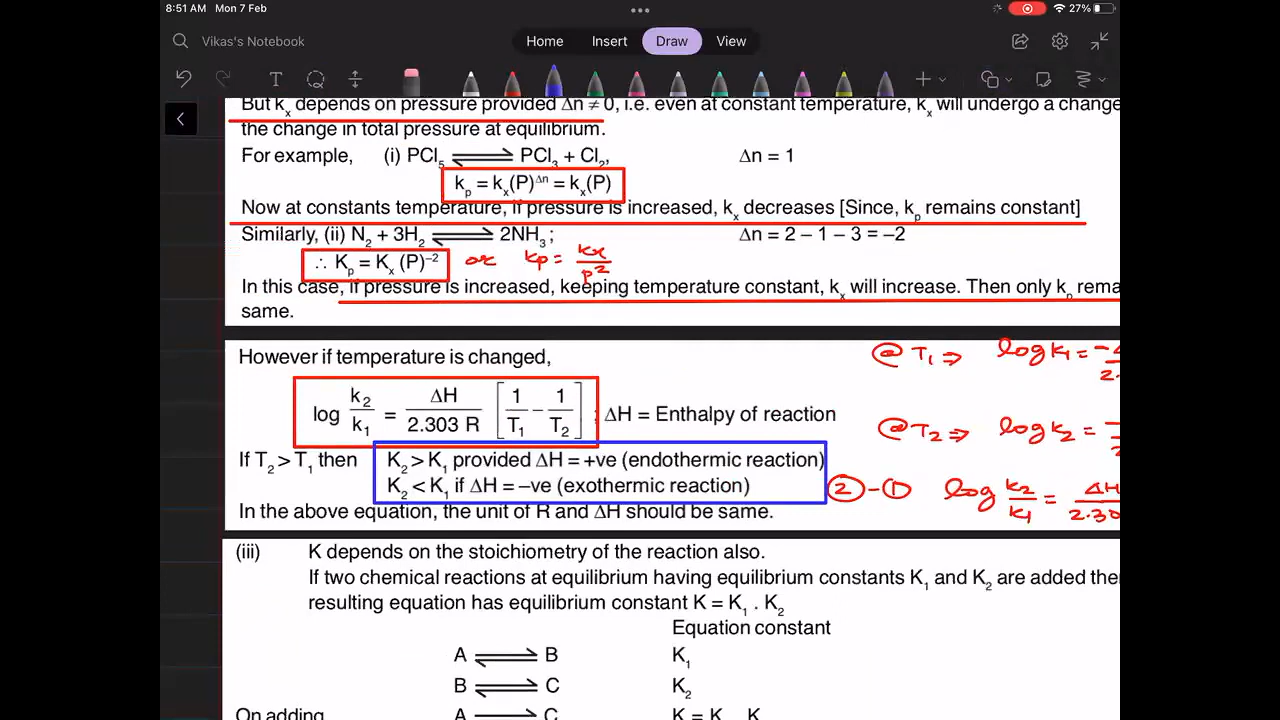 8:51 AM Mon 7 Feb
27%
Vikas's Notebook
Home Insert Draw View
But kₓ depends on pressure provided Δn ≠ 0, i.e. even at constant temperature, kₓ will undergo a change
the change in total pressure at equilibrium.
For example, (i) PCl₅ ⇌ PCl₃ + Cl₂, Δn = 1
kₚ = kₓ(P)^Δn = kₓ(P)
Now at constants temperature, if pressure is increased, kₓ decreases [Since, kₚ remains constant]
Similarly, (ii) N₂ + 3H₂ ⇌ 2NH₃ ; Δn = 2 – 1 – 3 = –2
∴ Kₚ = Kₓ (P)⁻² or kp = kx/p²
In this case, if pressure is increased, keeping temperature constant, kₓ will increase. Then only kₚ rema
same.
However if temperature is changed,
@ T₁ ⇒ log k₁ = –Δ/2.
log k₂/k₁ = ΔH/2.303 R [1/T₁ – 1/T₂] ; ΔH = Enthalpy of reaction
@ T₂ ⇒ log k₂ =
If T₂ > T₁ then K₂ > K₁ provided ΔH = +ve (endothermic reaction)
K₂ < K₁ if ΔH = –ve (exothermic reaction)
② – ① log k₂/k₁ = ΔH/2.30
In the above equation, the unit of R and ΔH should be same.
(iii) K depends on the stoichiometry of the reaction also.
If two chemical reactions at equilibrium having equilibrium constants K₁ and K₂ are added the
resulting equation has equilibrium constant K = K₁ . K₂
Equation constant
A ⇌ B K₁
B ⇌ C K₂
On adding A ⇌ C K = K K